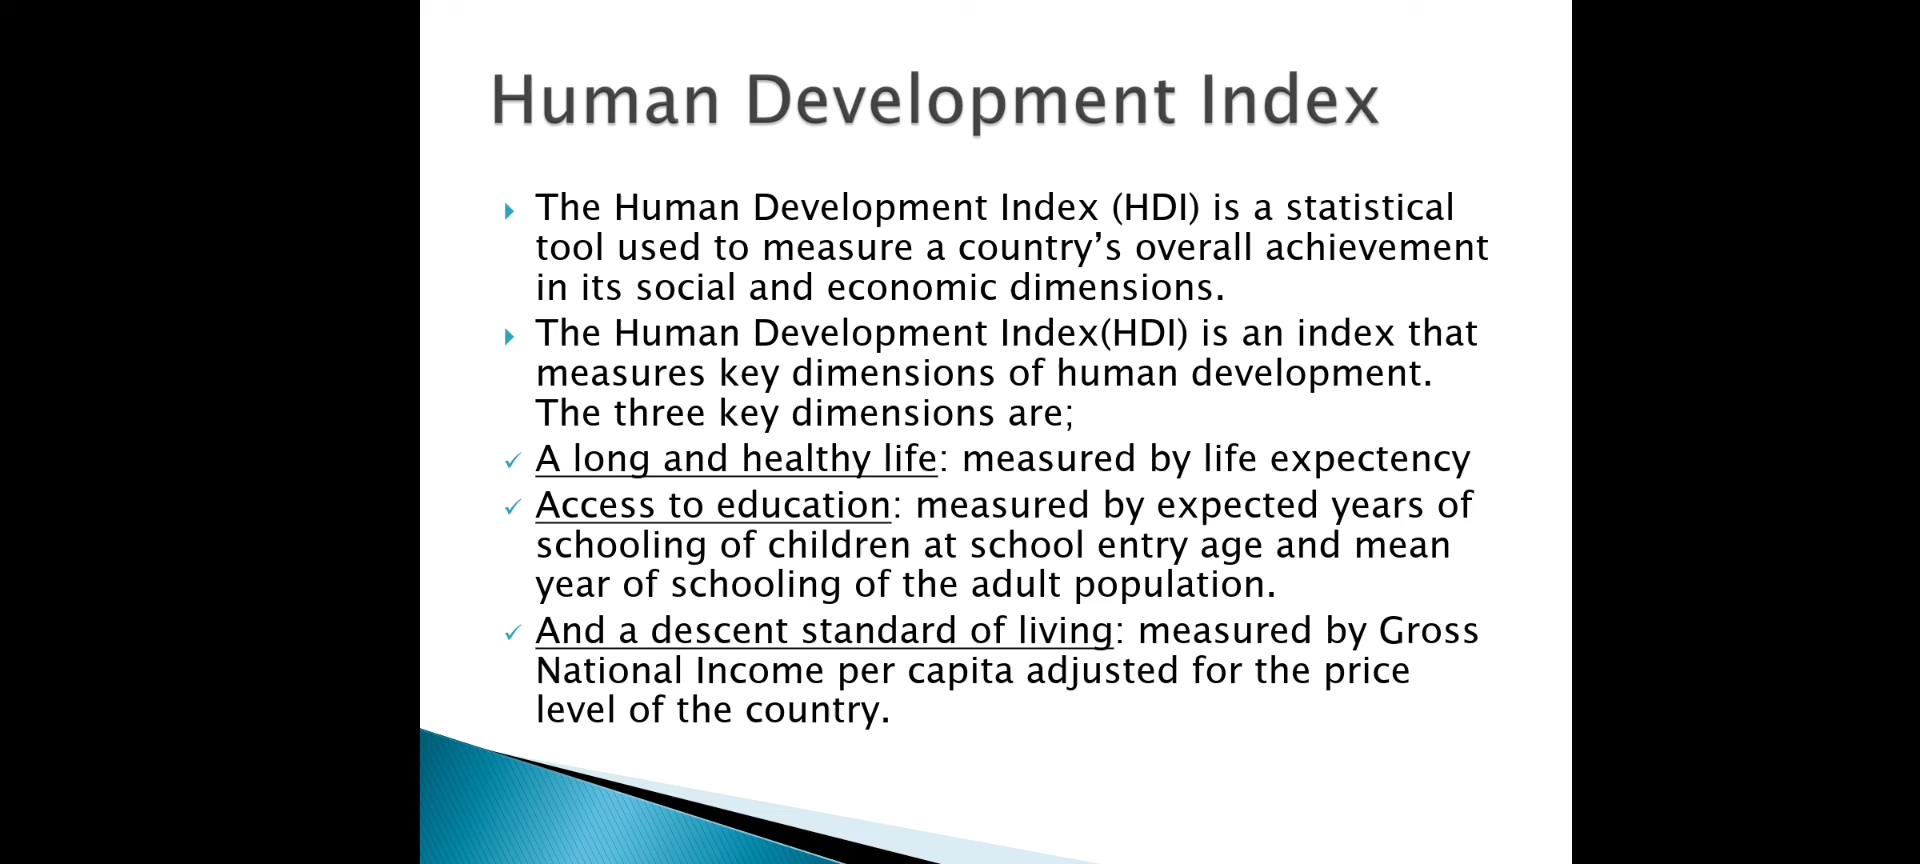 Human Development Index
The Human Development Index (HDI) is a statistical
tool used to measure a country’s overall achievement
in its social and economic dimensions.
The Human Development Index(HDI) is an index that
measures key dimensions of human development.
The three key dimensions are;
A long and healthy life: measured by life expectency
Access to education: measured by expected years of
schooling of children at school entry age and mean
year of schooling of the adult population.
And a descent standard of living: measured by Gross
National Income per capita adjusted for the price
level of the country.